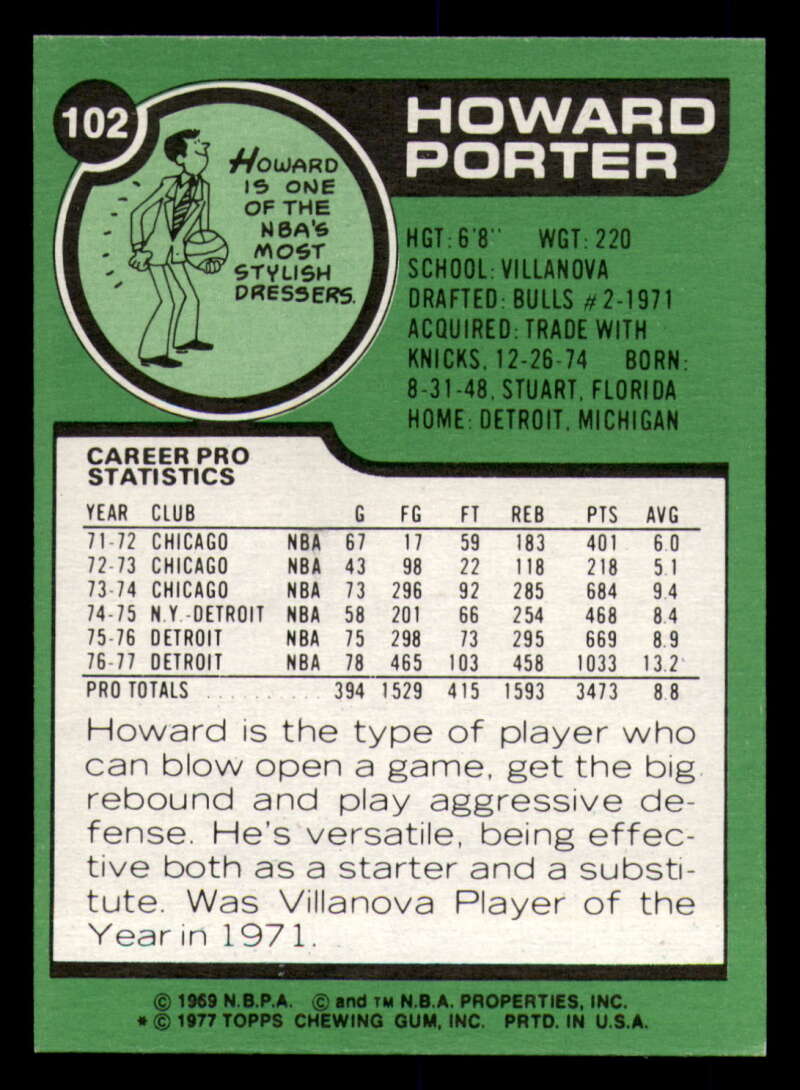 102
HOWARD
PORTER
HOWARD
IS ONE
OF THE
NBA'S
MOST
STYLISH
DRESSERS.
HGT: 6'8" WGT: 220
SCHOOL: VILLANOVA
DRAFTED: BULLS #2-1971
ACQUIRED: TRADE WITH
KNICKS, 12-26-74 BORN:
8-31-48, STUART, FLORIDA
HOME: DETROIT, MICHIGAN
CAREER PRO
STATISTICS
YEAR CLUB G FG FT REB PTS AVG
71-72 CHICAGO NBA 67 17 59 183 401 6.0
72-73 CHICAGO NBA 43 98 22 118 218 5.1
73-74 CHICAGO NBA 73 296 92 285 684 9.4
74-75 N.Y.-DETROIT NBA 58 201 66 254 468 8.4
75-76 DETROIT NBA 75 298 73 295 669 8.9
76-77 DETROIT NBA 78 465 103 458 1033 13.2
PRO TOTALS .......... 394 1529 415 1593 3473 8.8
Howard is the type of player who
can blow open a game, get the big
rebound and play aggressive de-
fense. He's versatile, being effec-
tive both as a starter and a substi-
tute. Was Villanova Player of the
Year in 1971.
© 1969 N.B.P.A. © and TM N.B.A. PROPERTIES, INC.
* © 1977 TOPPS CHEWING GUM, INC. PRTD. IN U.S.A.